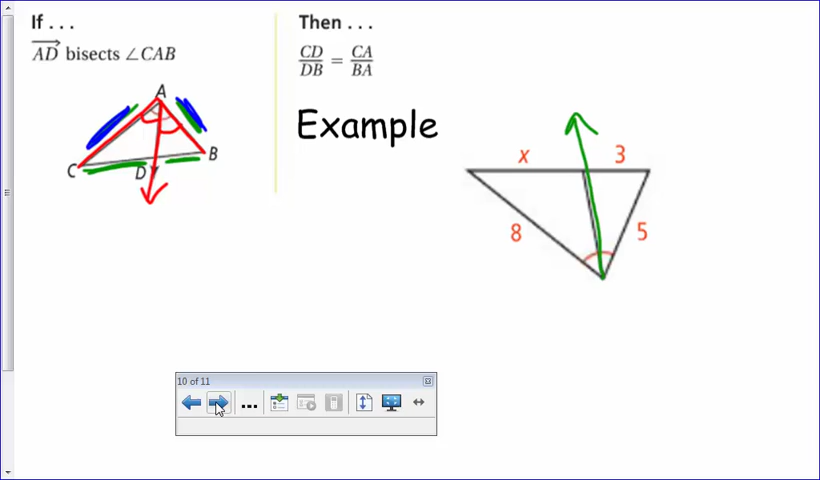 If . . .
Then . . .
AD bisects ∠CAB
CD/DB = CA/BA
A
C
D
B
Example
x
3
8
5
10 of 11
...